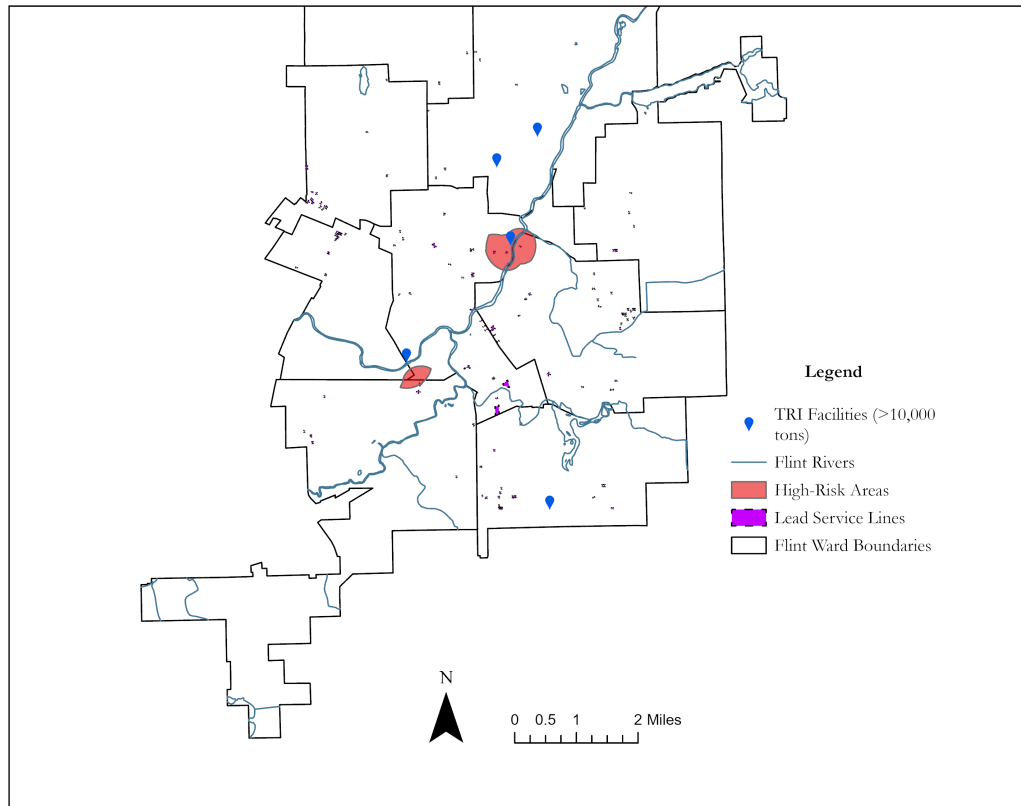 Legend
TRI Facilities (>10,000
tons)
Flint Rivers
High-Risk Areas
Lead Service Lines
Flint Ward Boundaries
N
0 0.5 1 2 Miles